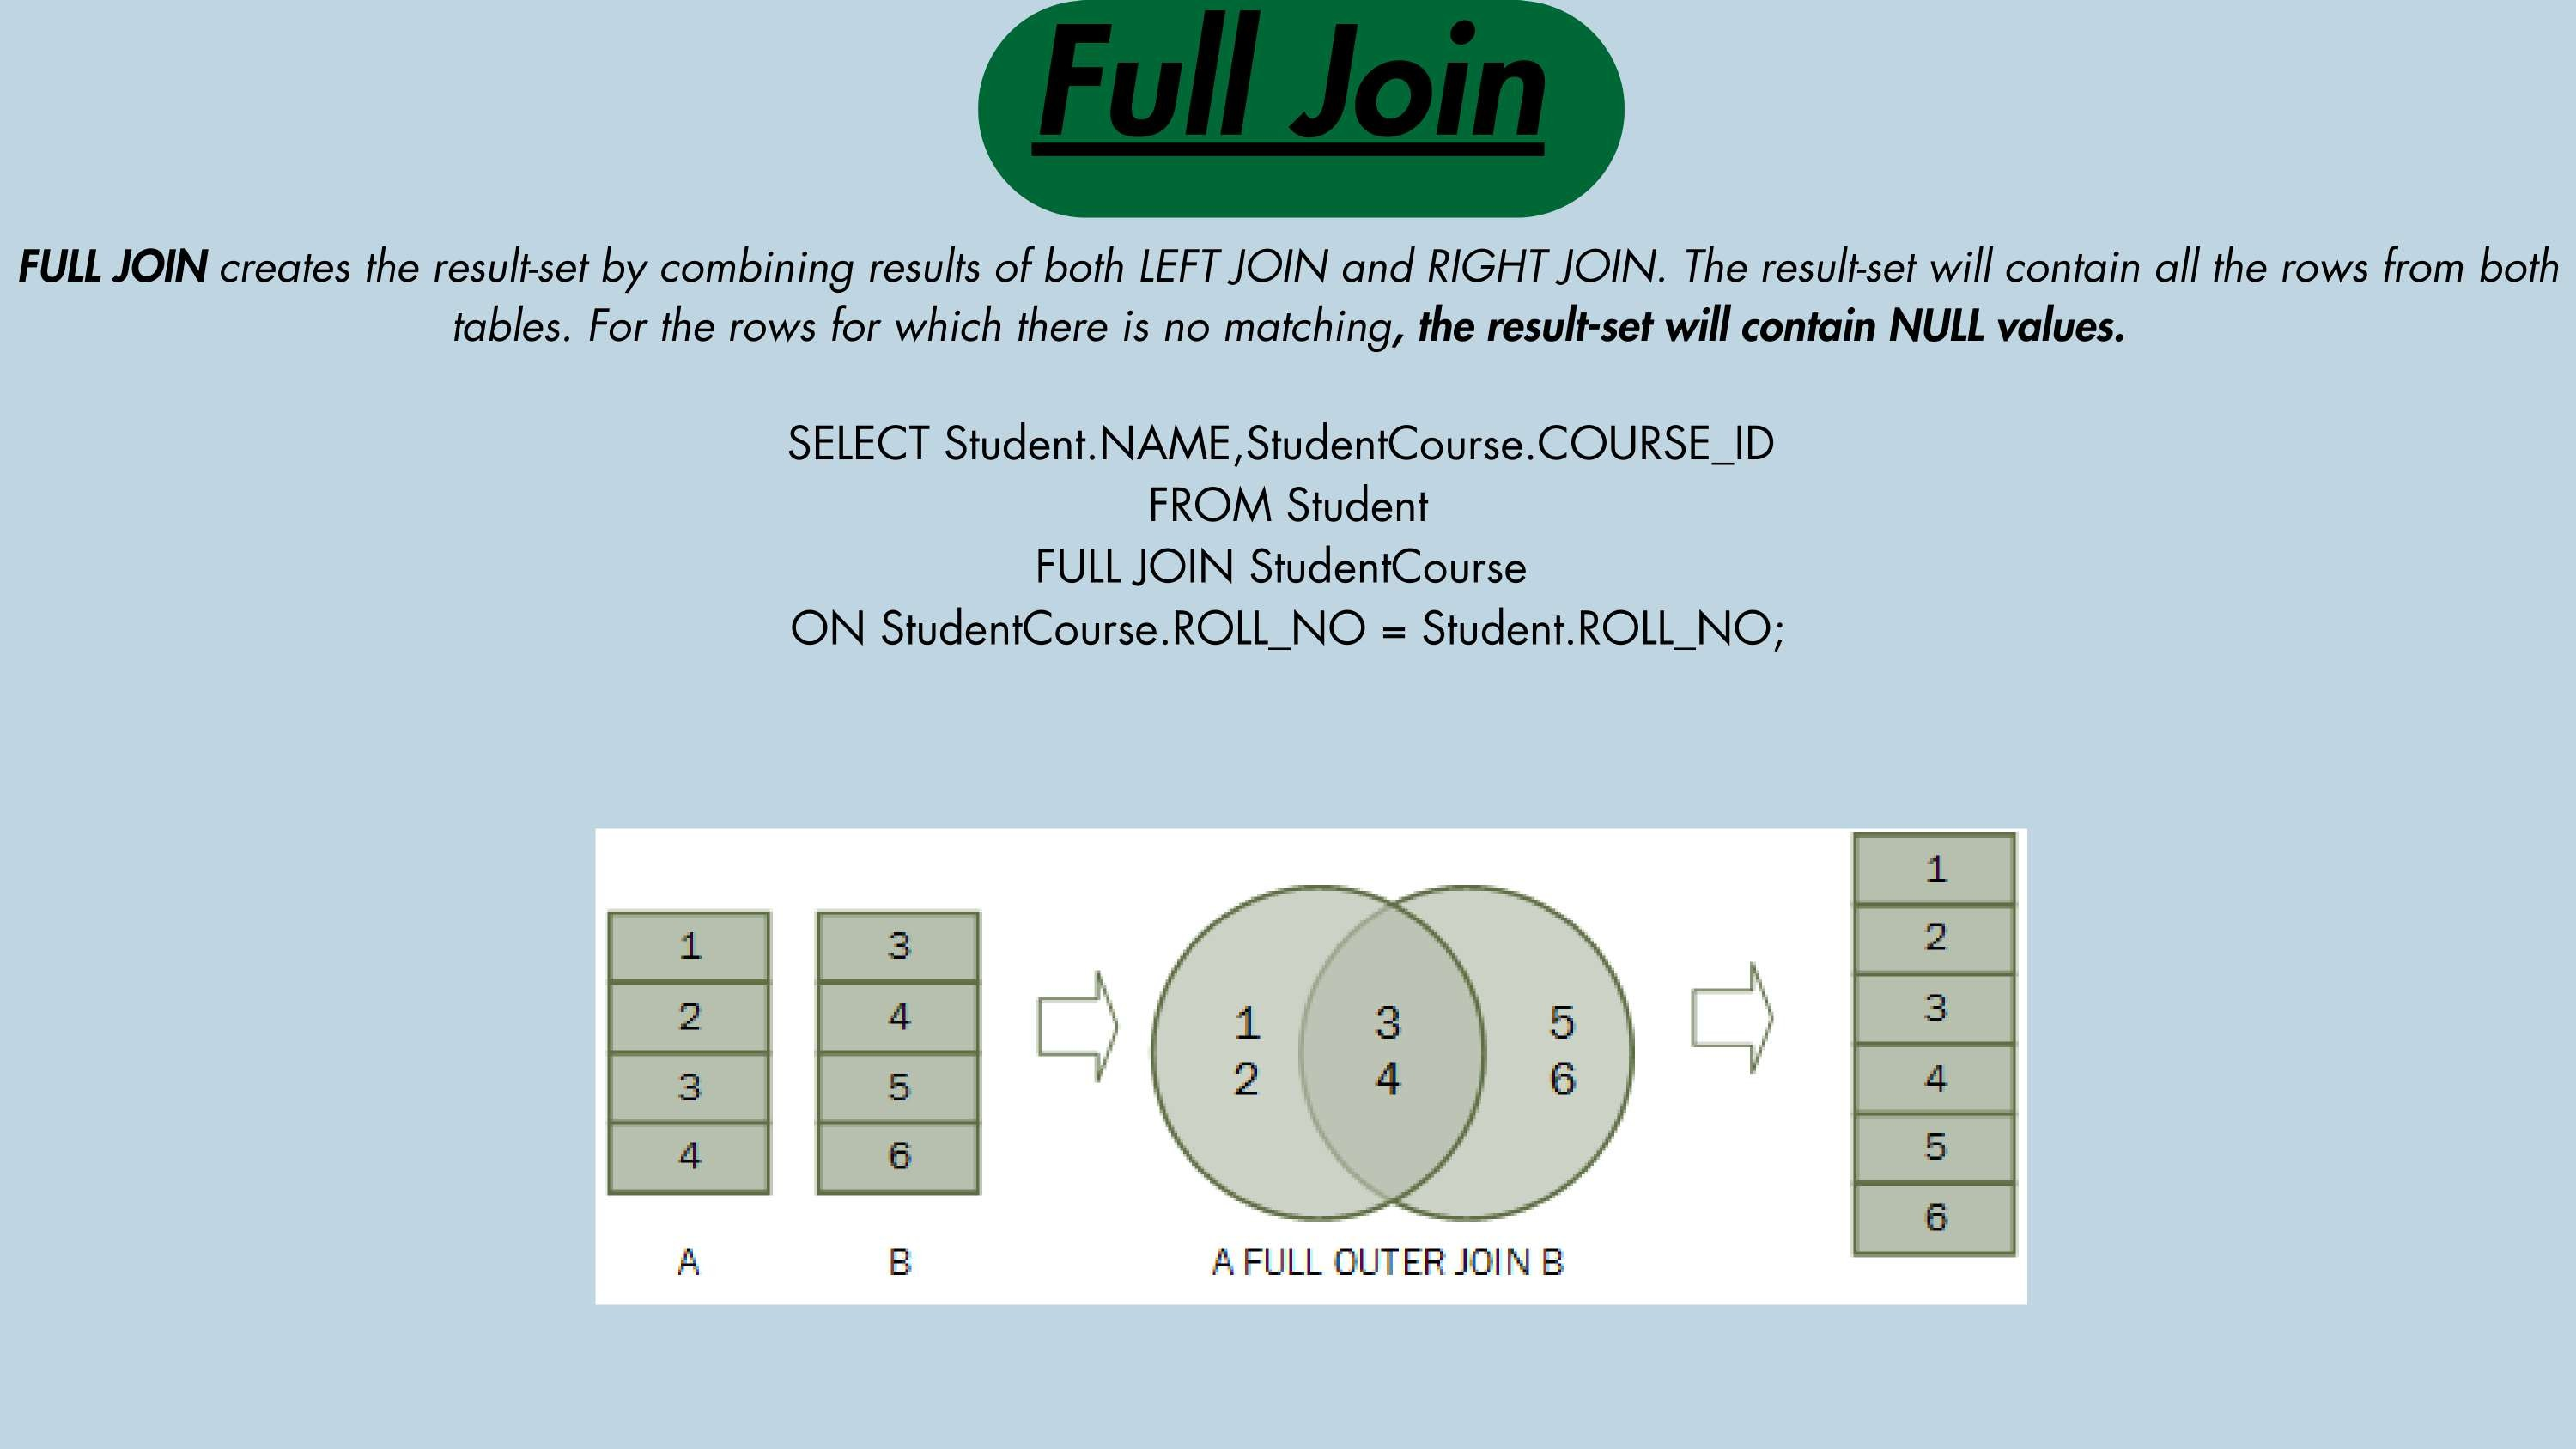 Full Join
FULL JOIN creates the result-set by combining results of both LEFT JOIN and RIGHT JOIN. The result-set will contain all the rows from both
tables. For the rows for which there is no matching, the result-set will contain NULL values.
SELECT Student.NAME,StudentCourse.COURSE_ID
FROM Student
FULL JOIN StudentCourse
ON StudentCourse.ROLL_NO = Student.ROLL_NO;
1
2
3
4
A
3
4
5
6
B
1 3 5
2 4 6
A FULL OUTER JOIN B
1
2
3
4
5
6